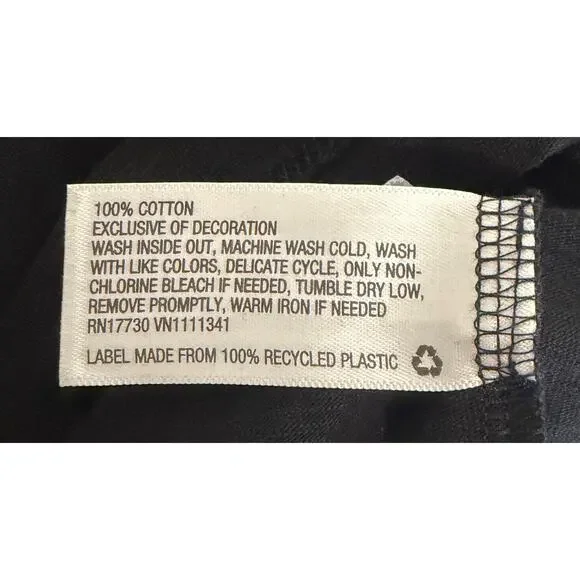 100% COTTON
EXCLUSIVE OF DECORATION
WASH INSIDE OUT, MACHINE WASH COLD, WASH
WITH LIKE COLORS, DELICATE CYCLE, ONLY NON-
CHLORINE BLEACH IF NEEDED, TUMBLE DRY LOW,
REMOVE PROMPTLY, WARM IRON IF NEEDED
RN17730 VN1111341
LABEL MADE FROM 100% RECYCLED PLASTIC